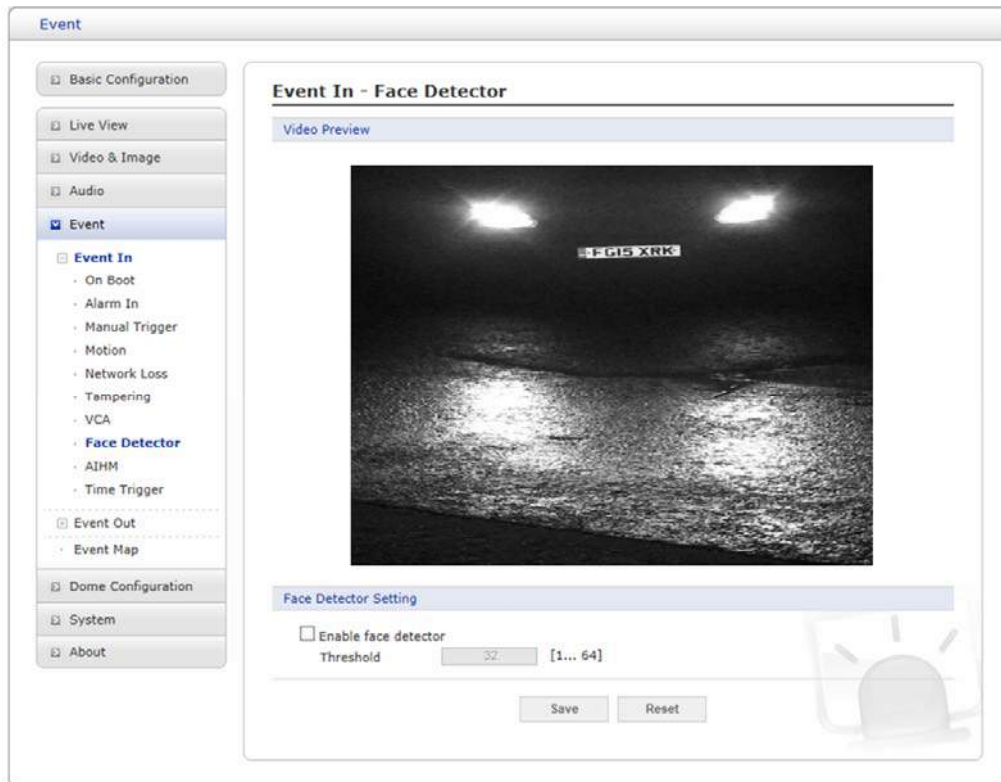 Event
Basic Configuration
Live View
Video & Image
Audio
Event
Event In
On Boot
Alarm In
Manual Trigger
Motion
Network Loss
Tampering
VCA
Face Detector
AIHM
Time Trigger
Event Out
Event Map
Dome Configuration
System
About
Event In - Face Detector
Video Preview
FG15 XRK
Face Detector Setting
Enable face detector
Threshold 32 [1... 64]
Save Reset